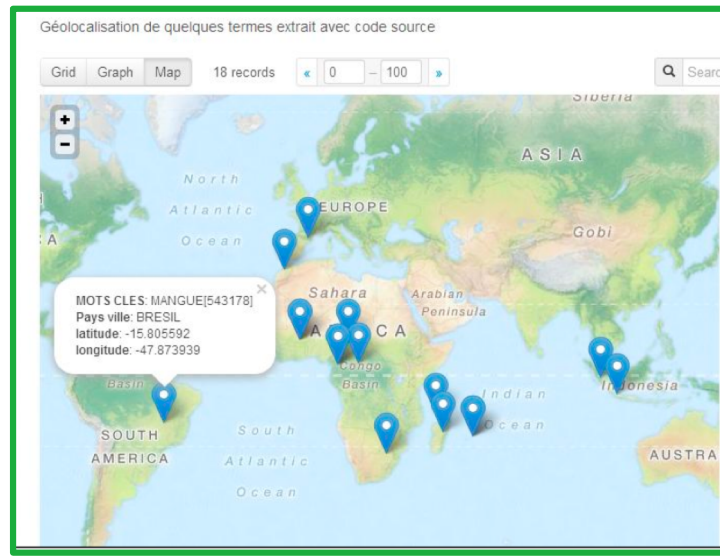 Géolocalisation de quelques termes extrait avec code source
Grid Graph Map 18 records « 0 – 100 » Searc
Siberia
ASIA
North
Atlantic
Ocean
EUROPE
Gobi
A
MOTS CLES: MANGUE[543178] ×
Pays ville: BRESIL
latitude: -15.805592
longitude: -47.873939
Sahara
Arabian
Peninsula
A CA
Congo
Basin
Basin
Indian
Ocean
Indonesia
SOUTH
AMERICA
South
Atlantic
Ocean
AUSTRA